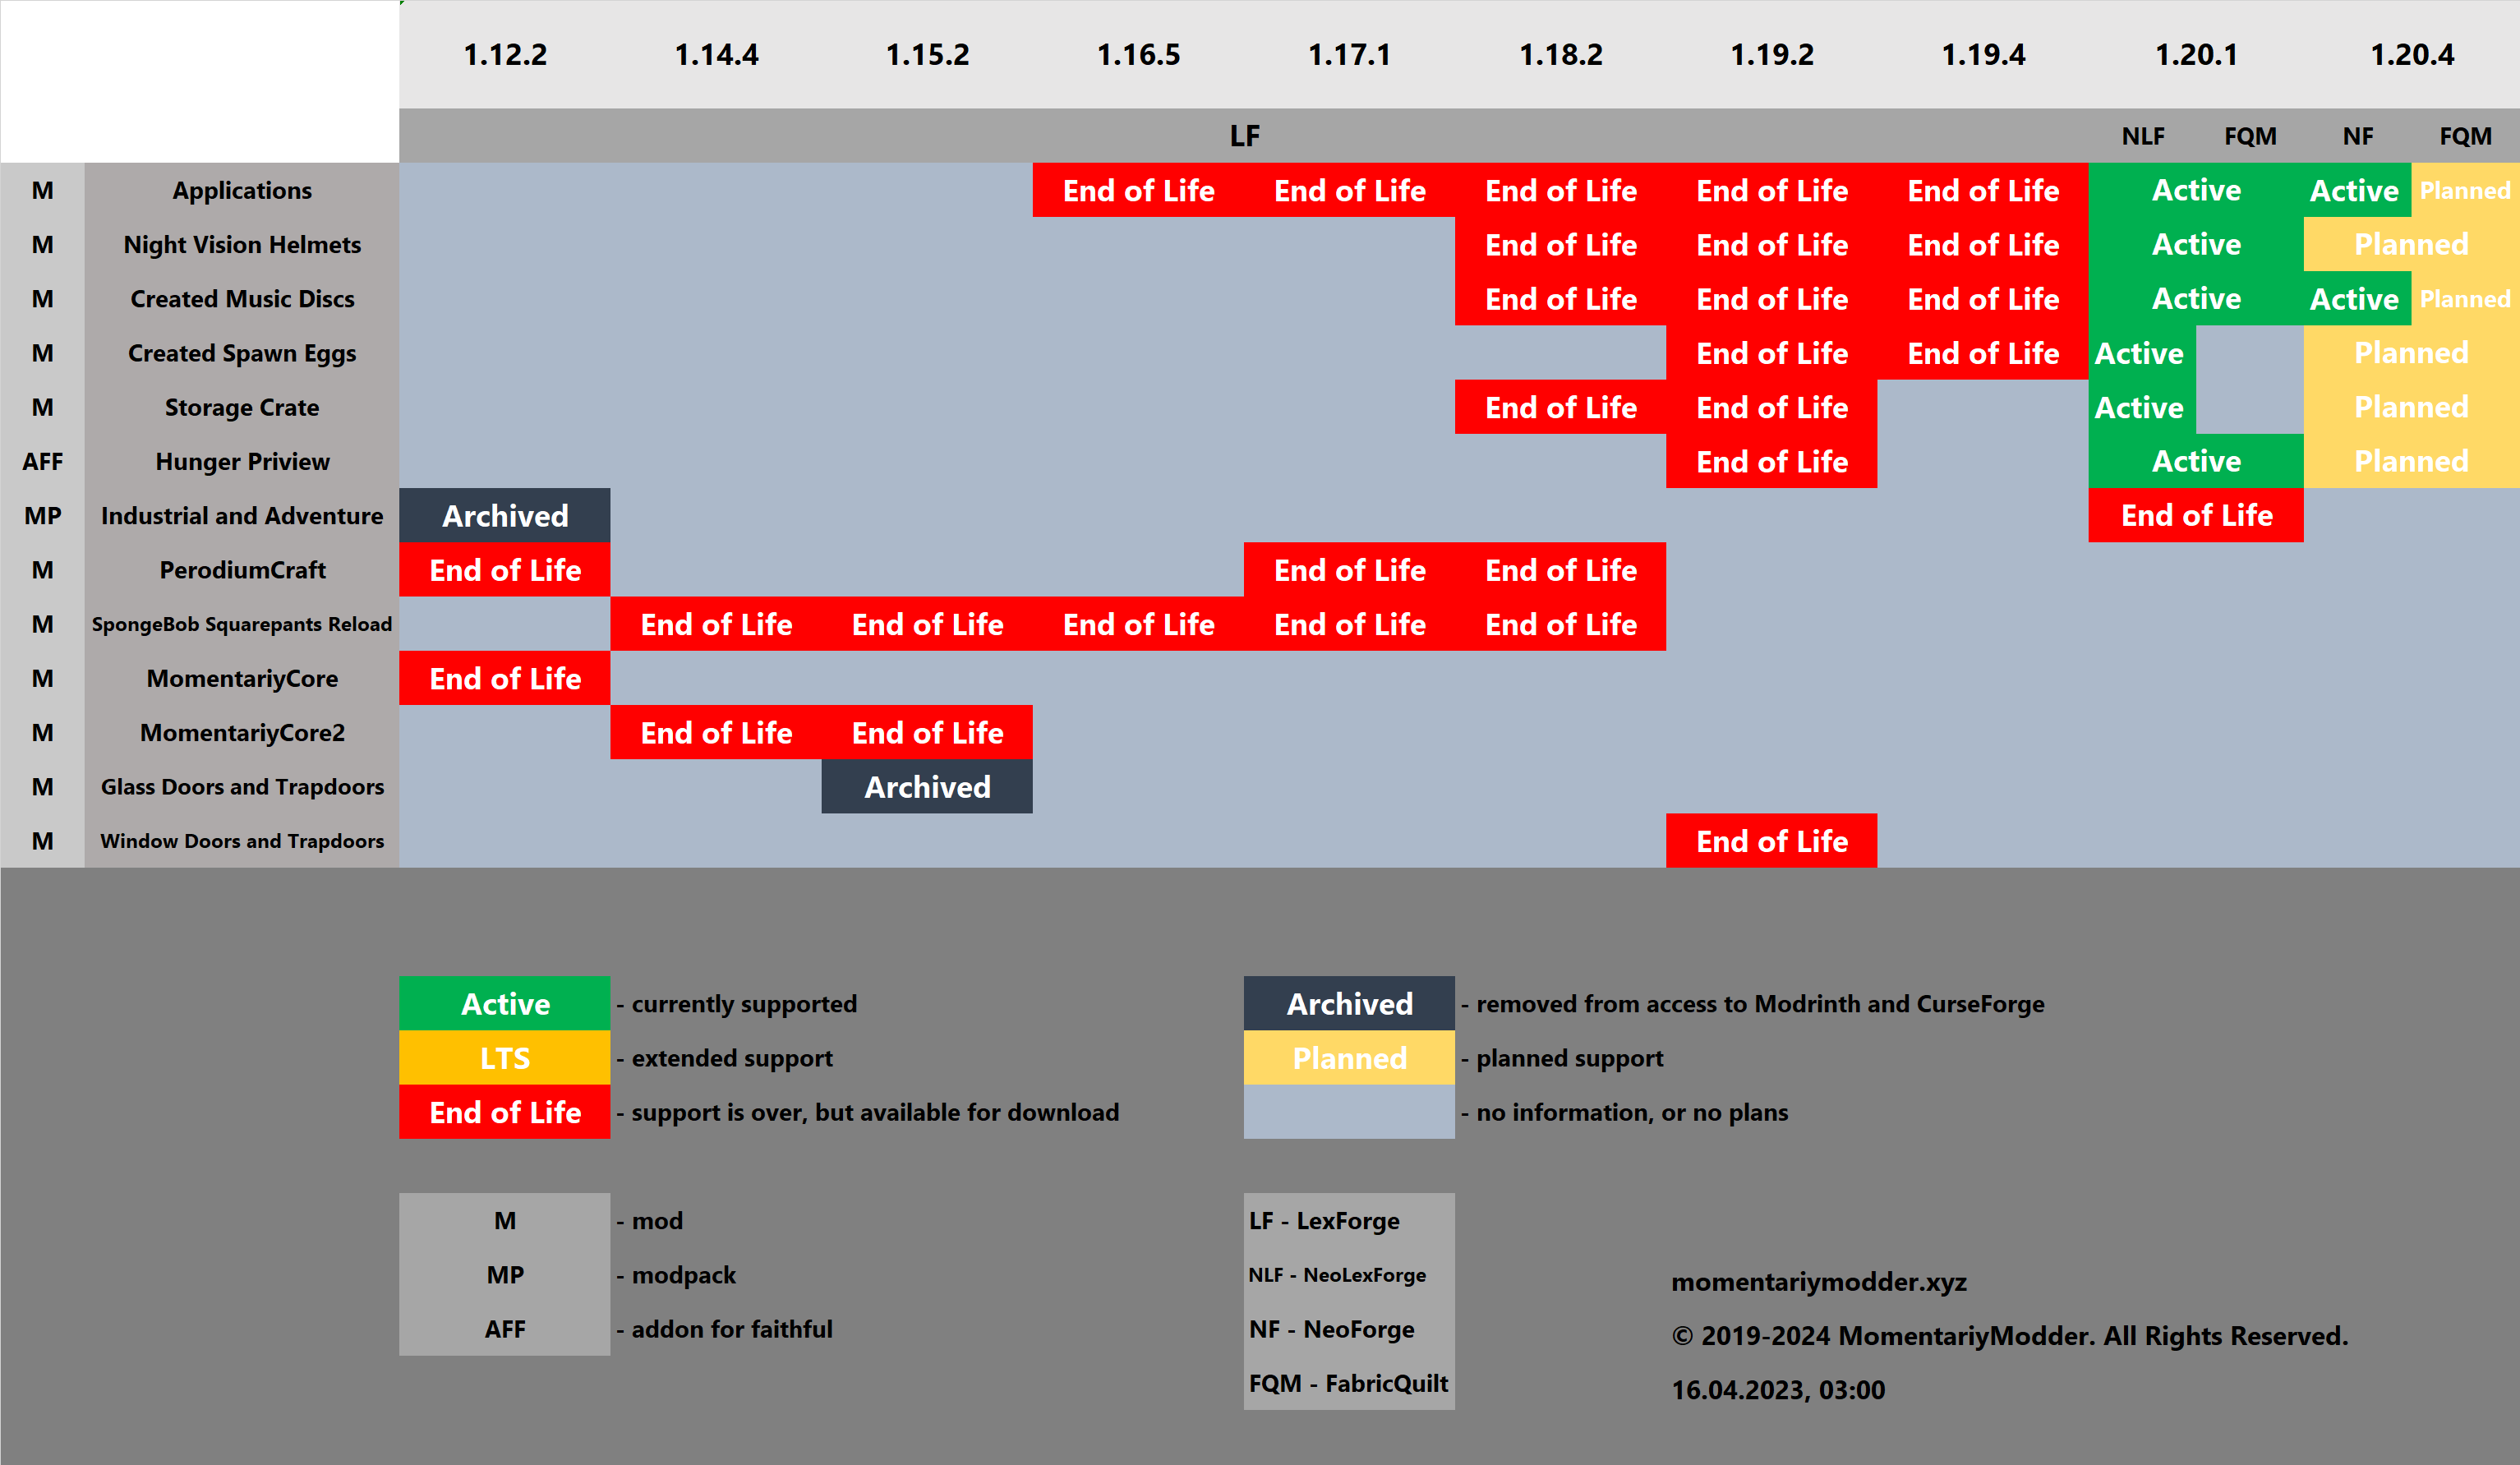 1.12.2 1.14.4 1.15.2 1.16.5 1.17.1 1.18.2 1.19.2 1.19.4 1.20.1 1.20.4
LF NLF FQM NF FQM
M Applications End of Life End of Life End of Life End of Life End of Life Active Active Planned
M Night Vision Helmets End of Life End of Life End of Life Active Planned
M Created Music Discs End of Life End of Life End of Life Active Active Planned
M Created Spawn Eggs End of Life End of Life Active Planned
M Storage Crate End of Life End of Life Active Planned
AFF Hunger Priview End of Life Active Planned
MP Industrial and Adventure Archived End of Life
M PerodiumCraft End of Life End of Life End of Life
M SpongeBob Squarepants Reload End of Life End of Life End of Life End of Life End of Life
M MomentariyCore End of Life
M MomentariyCore2 End of Life End of Life
M Glass Doors and Trapdoors Archived
M Window Doors and Trapdoors End of Life
Active - currently supported
LTS - extended support
End of Life - support is over, but available for download
Archived - removed from access to Modrinth and CurseForge
Planned - planned support
- no information, or no plans
M - mod
MP - modpack
AFF - addon for faithful
LF - LexForge
NLF - NeoLexForge
NF - NeoForge
FQM - FabricQuilt
momentariymodder.xyz
© 2019-2024 MomentariyModder. All Rights Reserved.
16.04.2023, 03:00